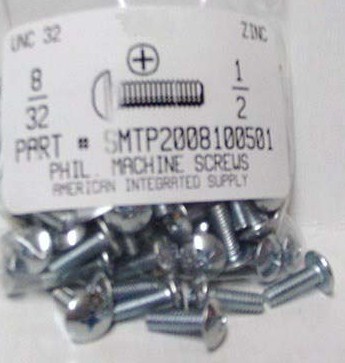 UNC 32 ZINC
8/32 1/2
PART # SMTP2008100501
PHIL. MACHINE SCREWS
AMERICAN INTEGRATED SUPPLY